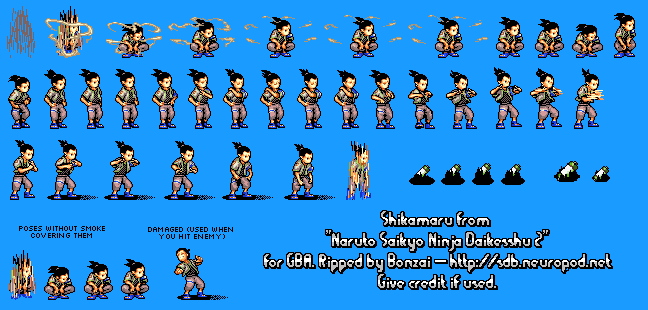 POSES WITHOUT SMOKE
COVERING THEM
DAMAGED (USED WHEN
YOU HIT ENEMY)
Shikamaru from
"Naruto Saikyo Ninja Daikesshu 2"
for GBA. Ripped by Bonzai - http://sdb.neuropod.net
Give credit if used.